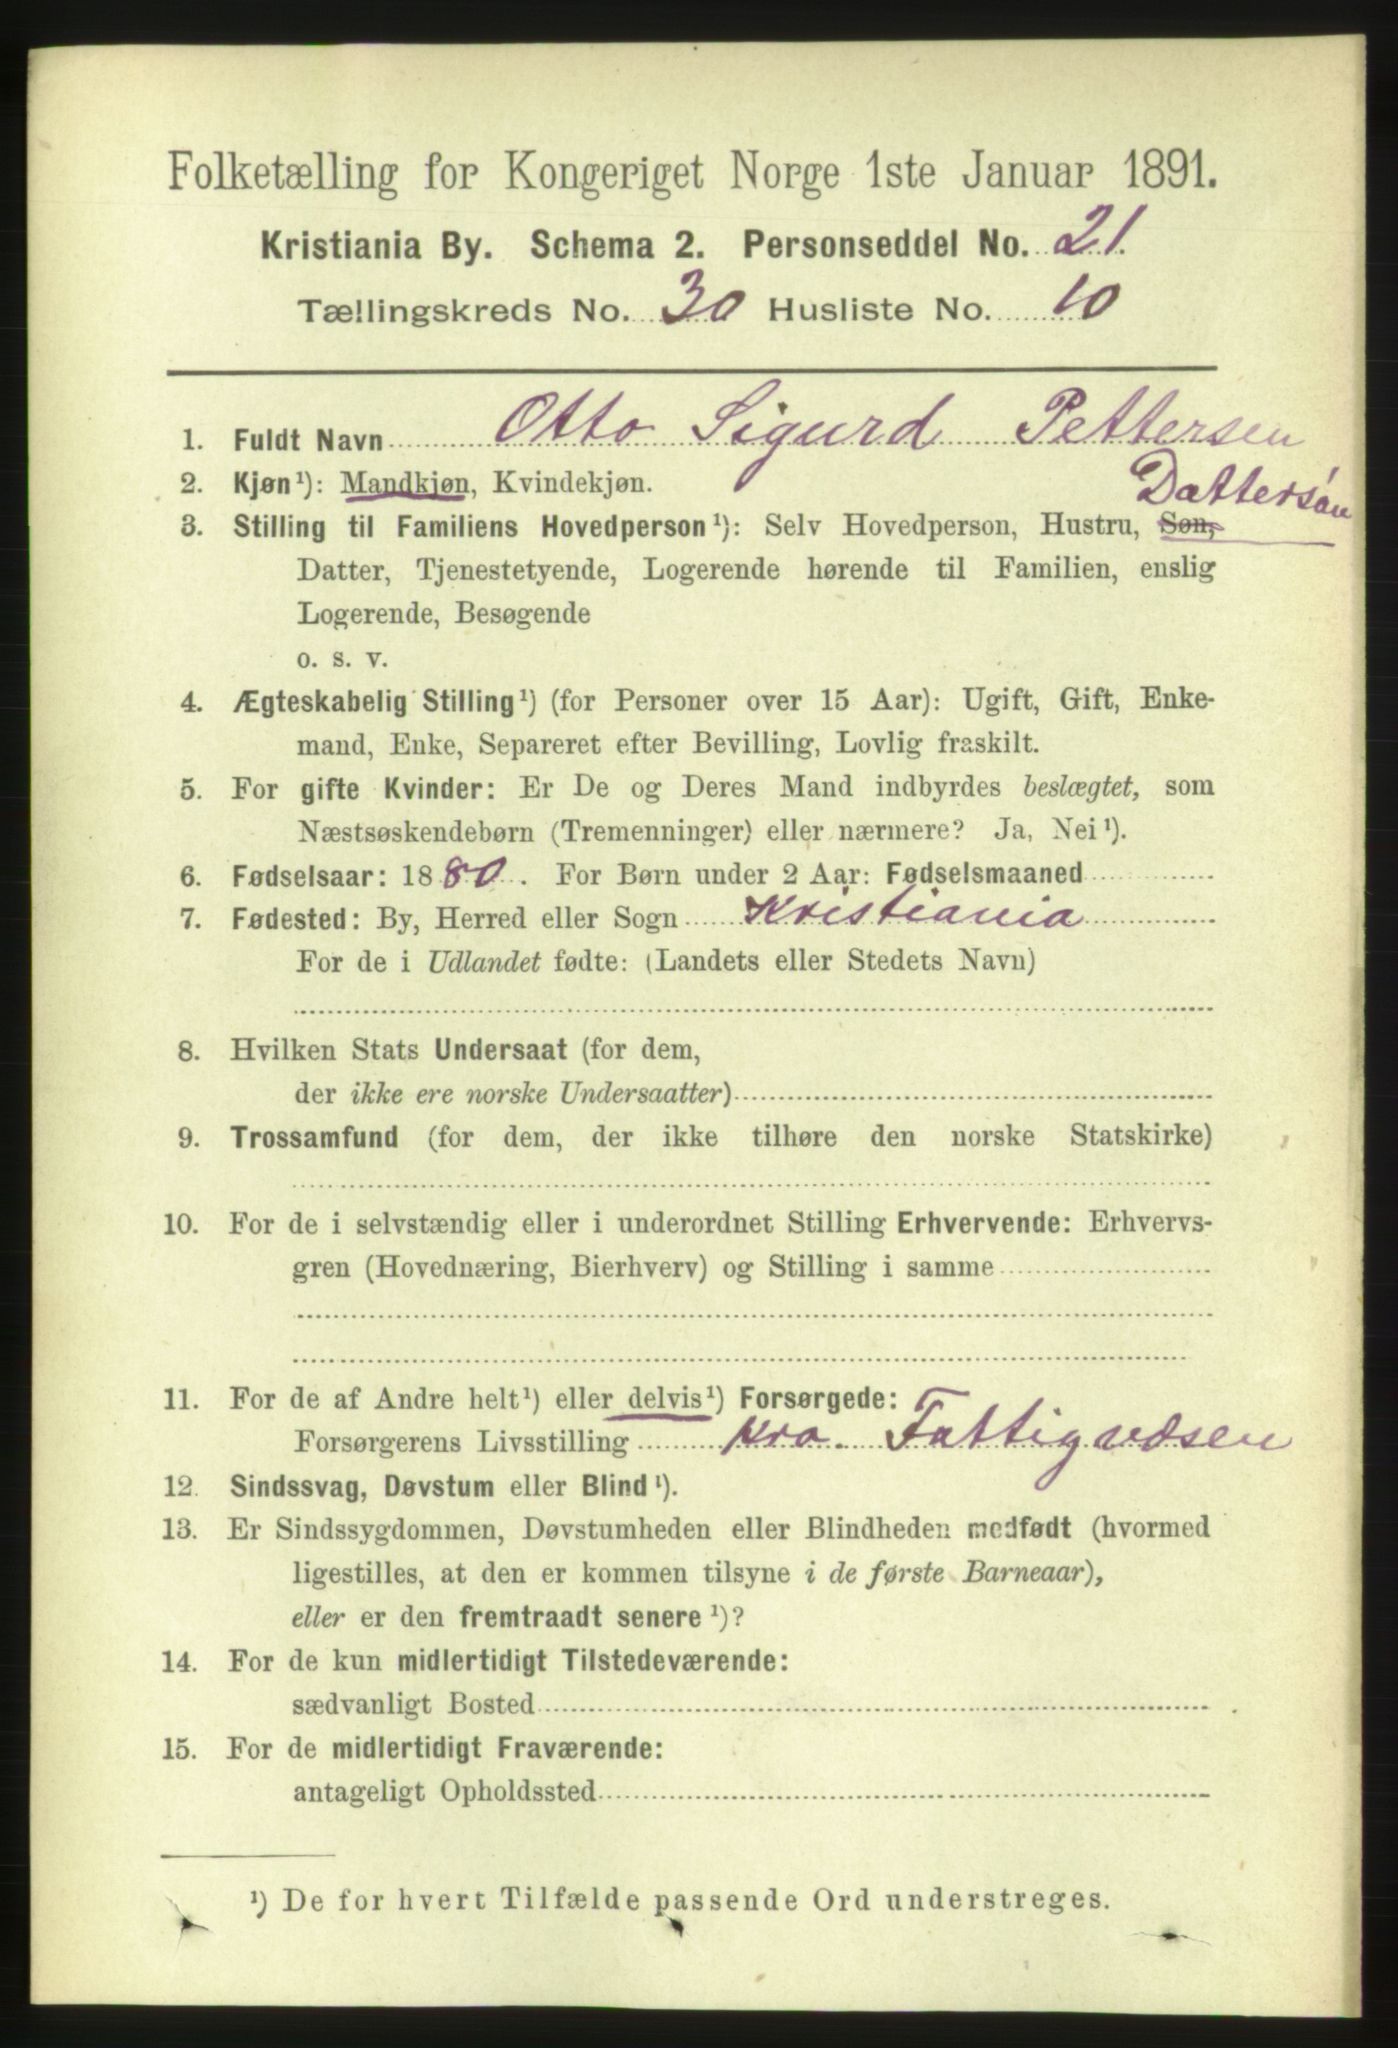 Folketælling for Kongeriget Norge 1ste Januar 1891.
Kristiania By. Schema 2. Personseddel No. 21.
Tællingskreds No. 30 Husliste No. 10
1. Fuldt Navn Otto Sigurd Pettersen
2. Kjøn¹): Mandkjøn, Kvindekjøn.
Dattersøn
3. Stilling til Familiens Hovedperson¹): Selv Hovedperson, Hustru, Søn,
Datter, Tjenestetyende, Logerende hørende til Familien, enslig
Logerende, Besøgende
o. s. v.
4. Ægteskabelig Stilling¹) (for Personer over 15 Aar): Ugift, Gift, Enke-
mand, Enke, Separeret efter Bevilling, Lovlig fraskilt.
5. For gifte Kvinder: Er De og Deres Mand indbyrdes beslægtet, som
Næstsøskendebørn (Tremenninger) eller nærmere? Ja, Nei¹).
6. Fødselsaar: 1880. For Børn under 2 Aar: Fødselsmaaned
7. Fødested: By, Herred eller Sogn Kristiania
For de i Udlandet fødte: (Landets eller Stedets Navn)
8. Hvilken Stats Undersaat (for dem,
der ikke ere norske Undersaatter)
9. Trossamfund (for dem, der ikke tilhøre den norske Statskirke)
10. For de i selvstændig eller i underordnet Stilling Erhvervende: Erhvervs-
gren (Hovednæring, Bierhverv) og Stilling i samme
11. For de af Andre helt¹) eller delvis¹) Forsørgede:
Forsørgerens Livsstilling Kra. Fattigvæsen
12. Sindssvag, Døvstum eller Blind¹).
13. Er Sindssygdommen, Døvstumheden eller Blindheden medfødt (hvormed
ligestilles, at den er kommen tilsyne i de første Barneaar),
eller er den fremtraadt senere¹)?
14. For de kun midlertidigt Tilstedeværende:
sædvanligt Bosted
15. For de midlertidigt Fraværende:
antageligt Opholdssted
¹) De for hvert Tilfælde passende Ord understreges.